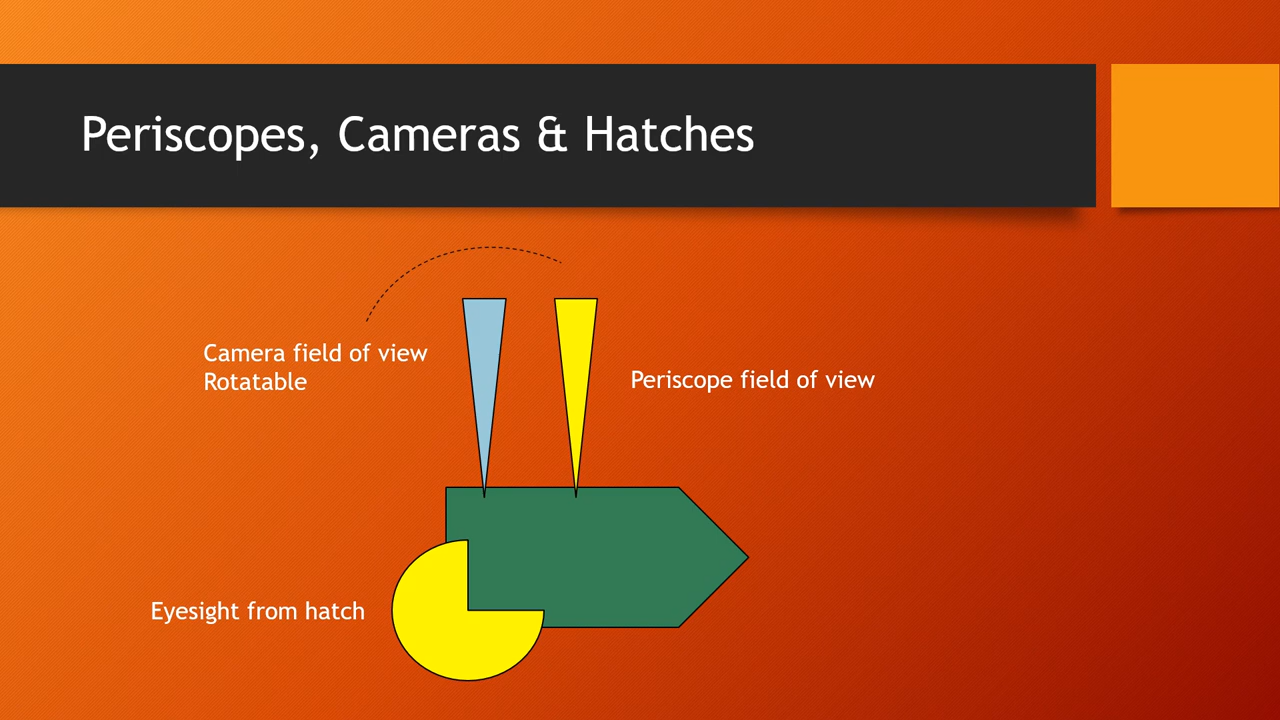 Periscopes, Cameras & Hatches
Camera field of view
Rotatable
Periscope field of view
Eyesight from hatch